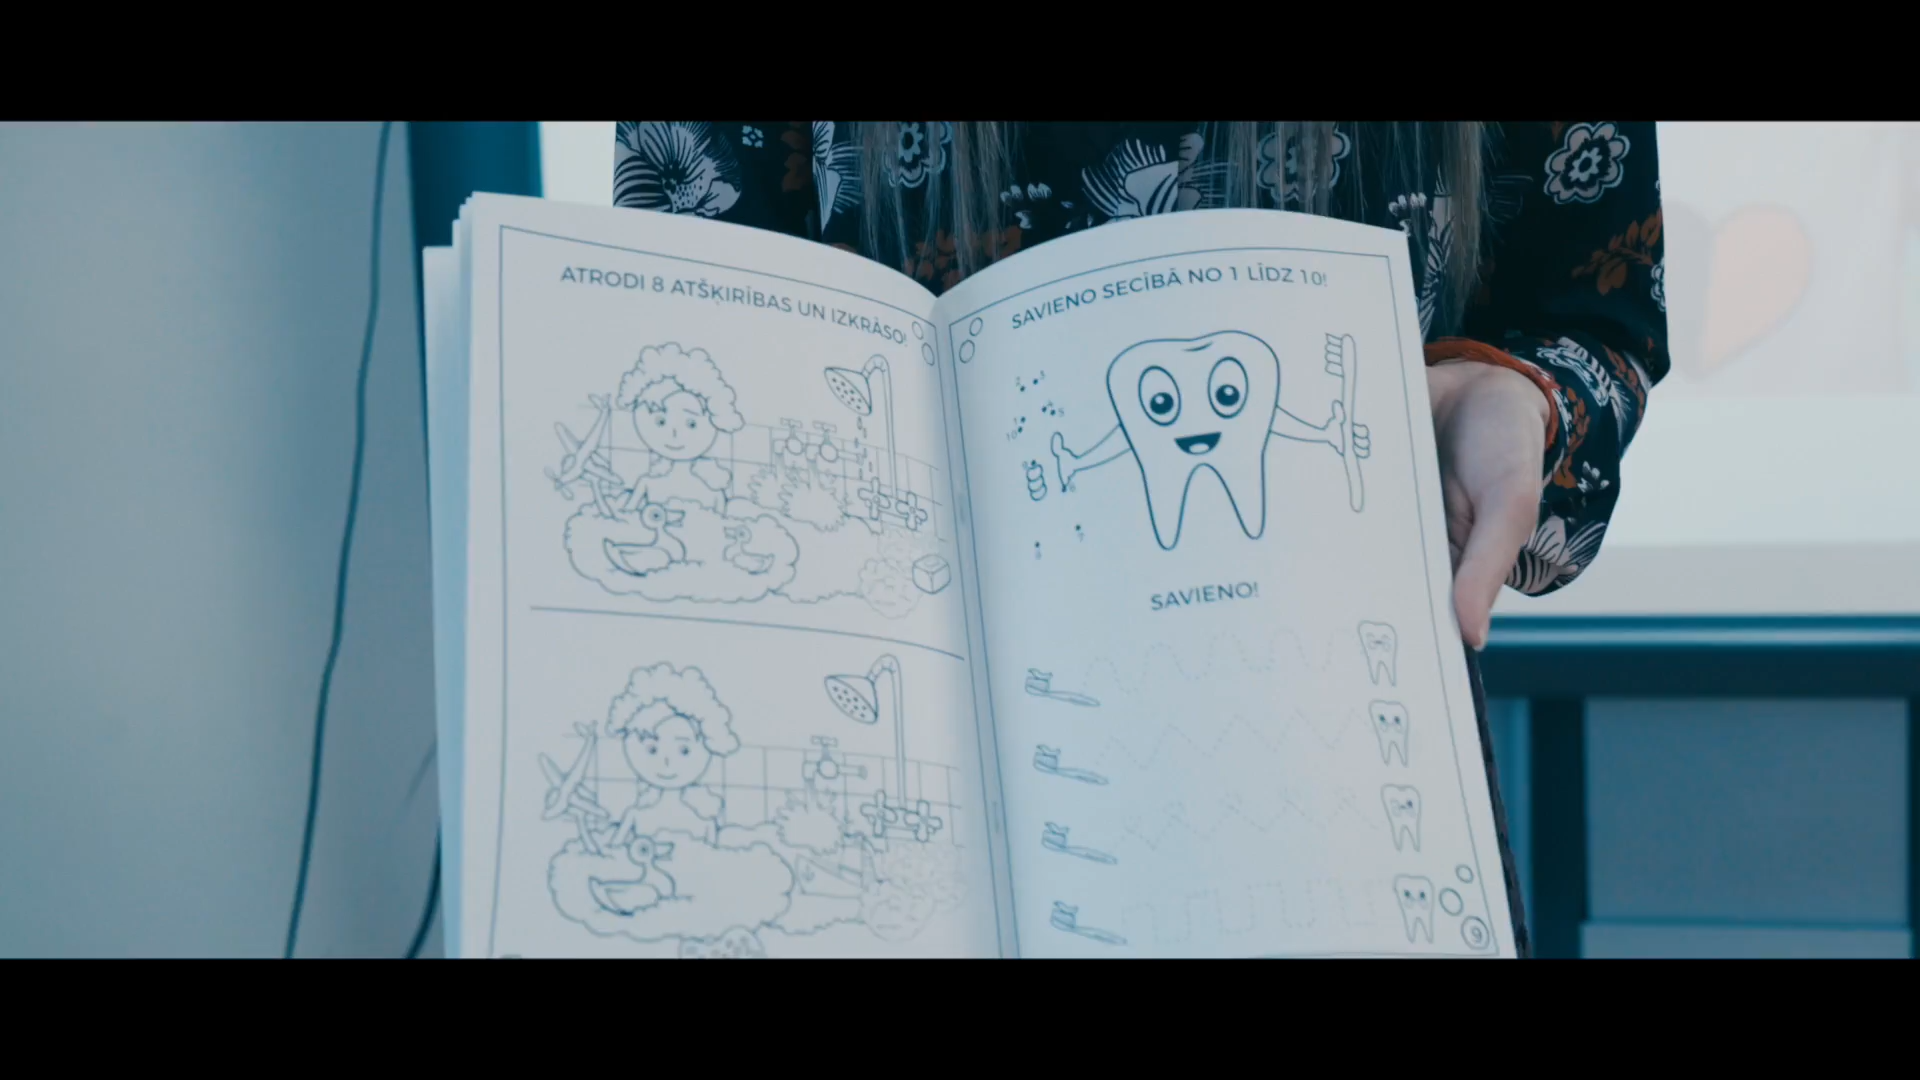 ATRODI 8 ATŠĶIRĪBAS UN IZKRĀSO!
SAVIENO SECĪBĀ NO 1 LĪDZ 10!
SAVIENO!
9